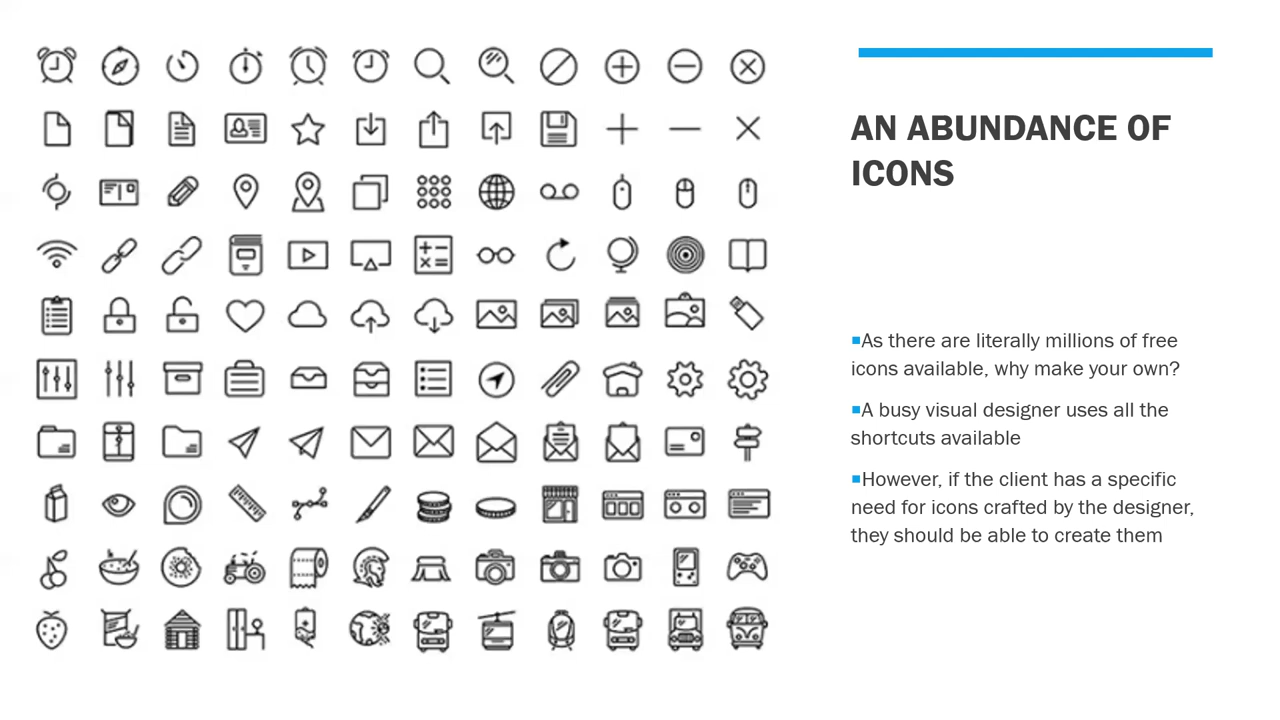 AN ABUNDANCE OF
ICONS
▪As there are literally millions of free
icons available, why make your own?
▪A busy visual designer uses all the
shortcuts available
▪However, if the client has a specific
need for icons crafted by the designer,
they should be able to create them